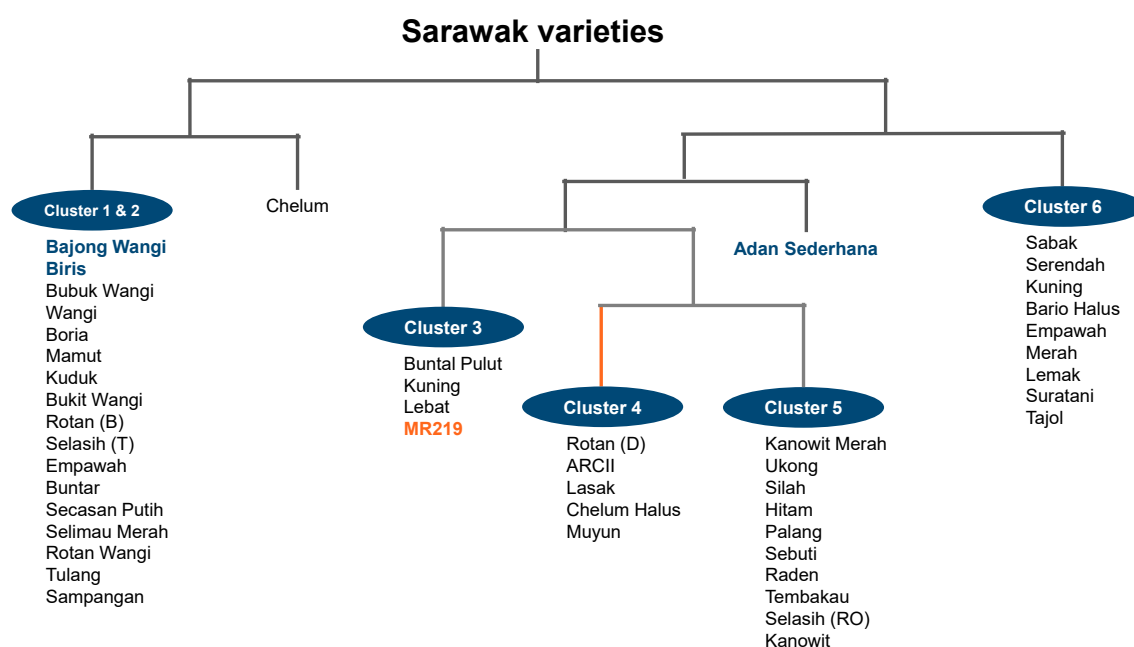 Sarawak varieties
Cluster 1 & 2
Bajong Wangi
Biris
Bubuk Wangi
Wangi
Boria
Mamut
Kuduk
Bukit Wangi
Rotan (B)
Selasih (T)
Empawah
Buntar
Secasan Putih
Selimau Merah
Rotan Wangi
Tulang
Sampangan
Chelum
Cluster 3
Buntal Pulut
Kuning
Lebat
MR219
Cluster 4
Rotan (D)
ARCII
Lasak
Chelum Halus
Muyun
Cluster 5
Kanowit Merah
Ukong
Silah
Hitam
Palang
Sebuti
Raden
Tembakau
Selasih (RO)
Kanowit
Adan Sederhana
Cluster 6
Sabak
Serendah
Kuning
Bario Halus
Empawah
Merah
Lemak
Suratani
Tajol